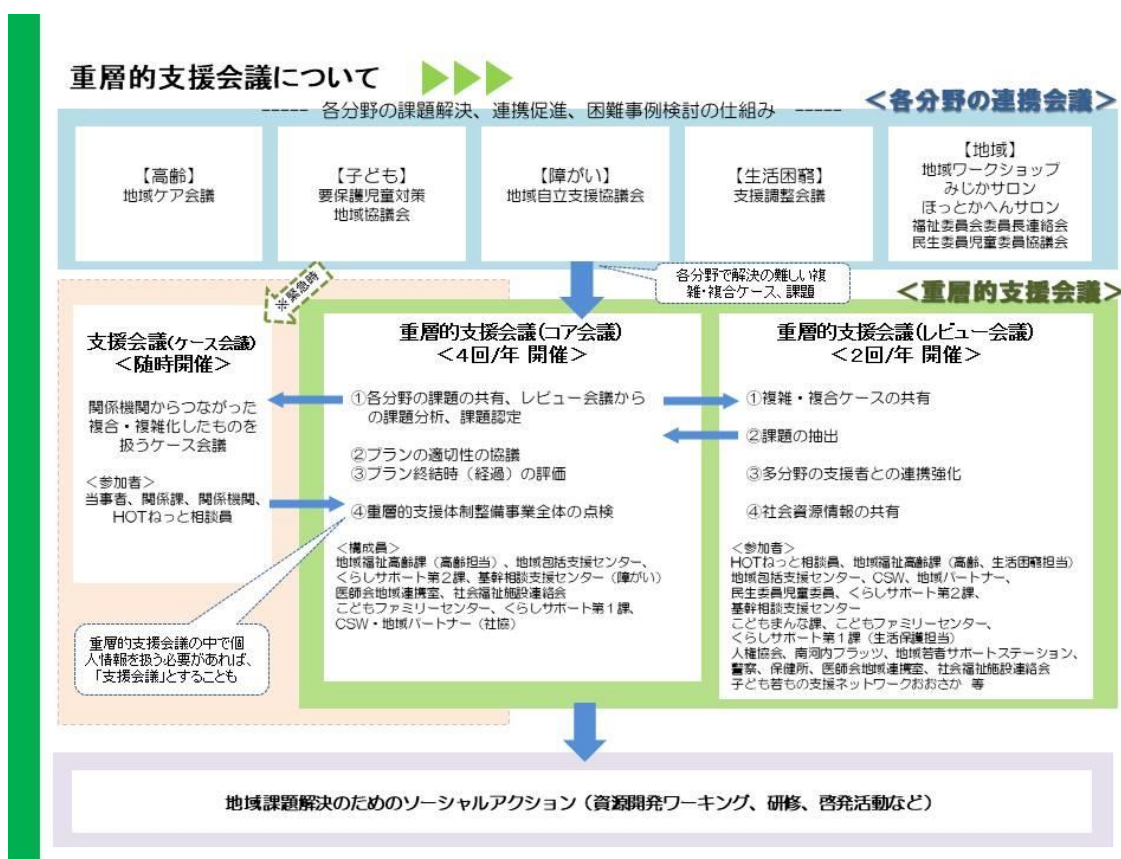 重層的支援会議について
----- 各分野の課題解決、連携促進、困難事例検討の仕組み -----
＜各分野の連携会議＞
【高齢】
地域ケア会議
【子ども】
要保護児童対策
地域協議会
【障がい】
地域自立支援協議会
【生活困窮】
支援調整会議
【地域】
地域ワークショップ
みじかサロン
ほっとかへんサロン
福祉委員会委員長連絡会
民生委員児童委員協議会
各分野で解決の難しい複
雑・複合ケース、課題
※緊急時
＜重層的支援会議＞
支援会議(ケース会議)
＜随時開催＞
関係機関からつながった
複合・複雑化したものを
扱うケース会議
＜参加者＞
当事者、関係課、関係機関、
HOTねっと相談員
重層的支援会議の中で個
人情報を扱う必要があれば、
「支援会議」とすることも
重層的支援会議(コア会議)
＜４回/年 開催＞
①各分野の課題の共有、レビュー会議から
の課題分析、課題認定
②プランの適切性の協議
③プラン終結時（経過）の評価
④重層的支援体制整備事業全体の点検
＜構成員＞
地域福祉高齢課（高齢担当）、地域包括支援センター、
くらしサポート第２課、基幹相談支援センター（障がい）
医師会地域連携室、社会福祉施設連絡会
こどもファミリーセンター、くらしサポート第１課、
CSW・地域パートナー（社協）
重層的支援会議(レビュー会議)
＜２回/年 開催＞
①複雑・複合ケースの共有
②課題の抽出
③多分野の支援者との連携強化
④社会資源情報の共有
＜参加者＞
HOTねっと相談員、地域福祉高齢課（高齢、生活困窮担当）
地域包括支援センター、CSW、地域パートナー、
民生委員児童委員、くらしサポート第２課、
基幹相談支援センター
こどもまんな課、こどもファミリーセンター、
くらしサポート第１課（生活保護担当）
人権協会、南河内プラッツ、地域若者サポートステーション、
警察、保健所、医師会地域連携室、社会福祉施設連絡会
子ども若もの支援ネットワークおおさか 等
地域課題解決のためのソーシャルアクション（資源開発ワーキング、研修、啓発活動など）